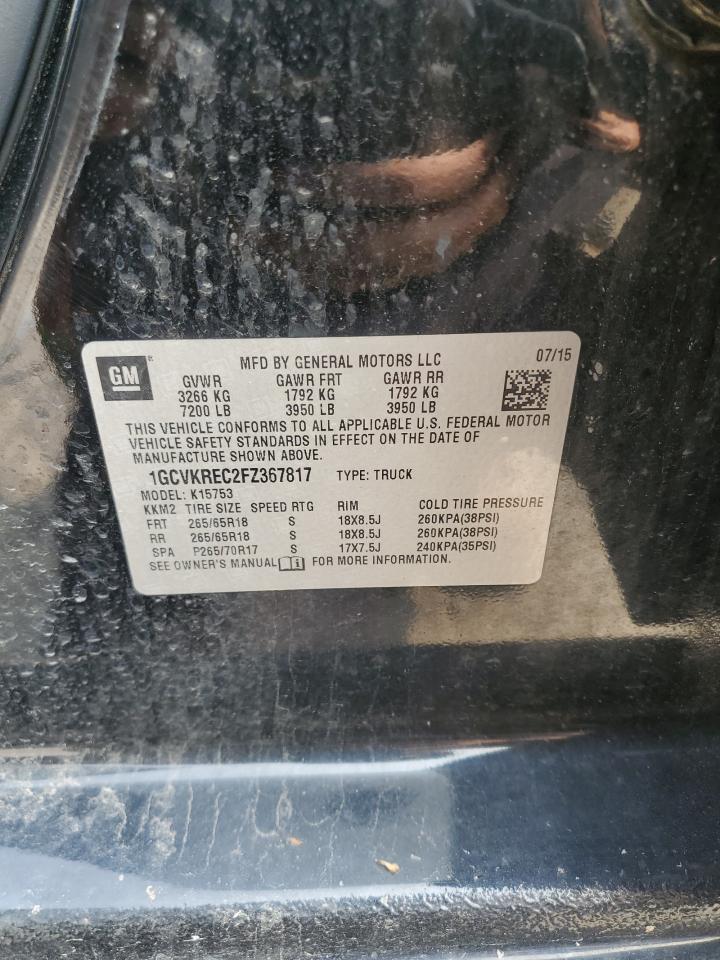 GM
MFD BY GENERAL MOTORS LLC 07/15
GVWR GAWR FRT GAWR RR
3266 KG 1792 KG 1792 KG
7200 LB 3950 LB 3950 LB
THIS VEHICLE CONFORMS TO ALL APPLICABLE U.S. FEDERAL MOTOR
VEHICLE SAFETY STANDARDS IN EFFECT ON THE DATE OF
MANUFACTURE SHOWN ABOVE.
1GCVKREC2FZ367817 TYPE: TRUCK
MODEL: K15753
KKM2 TIRE SIZE SPEED RTG RIM COLD TIRE PRESSURE
FRT 265/65R18 S 18X8.5J 260KPA(38PSI)
RR 265/65R18 S 18X8.5J 260KPA(38PSI)
SPA P265/70R17 S 17X7.5J 240KPA(35PSI)
SEE OWNER'S MANUAL FOR MORE INFORMATION.